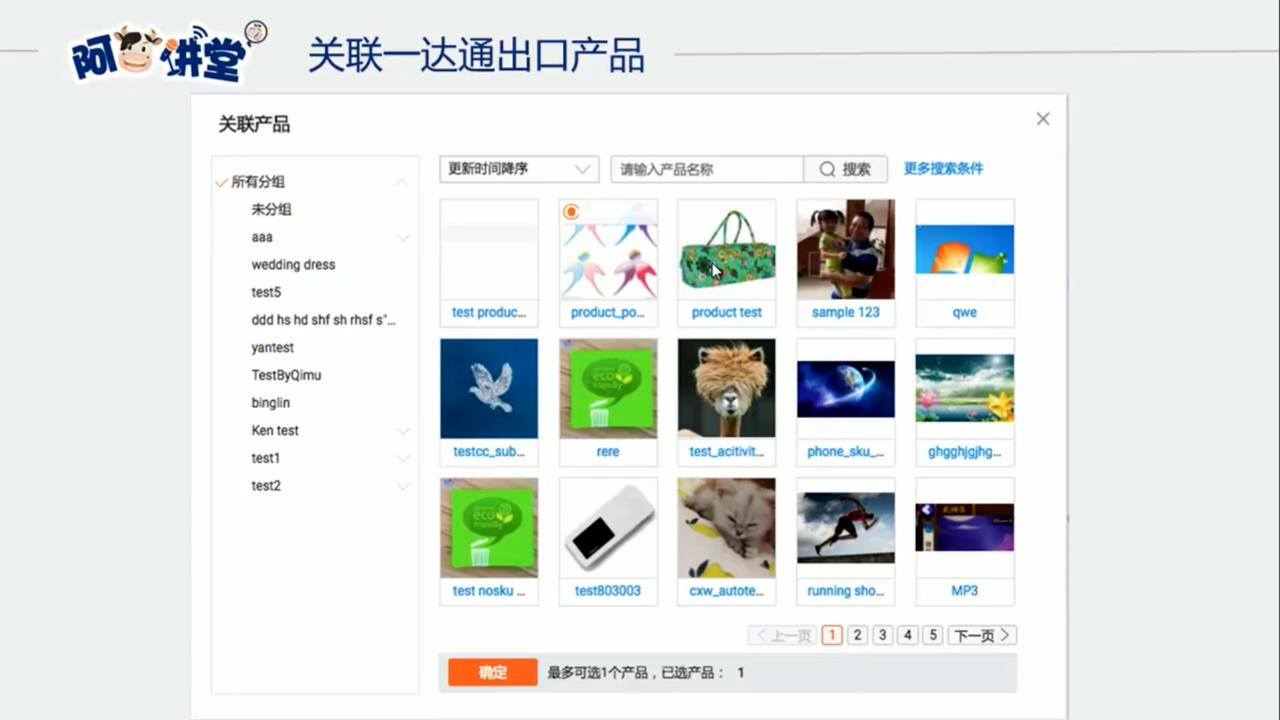 阿牛讲堂
关联一达通出口产品
关联产品
所有分组
未分组
aaa
wedding dress
test5
ddd hs hd shf sh rhsf s"...
yantest
TestByQimu
binglin
Ken test
test1
test2
更新时间降序
请输入产品名称
搜索
更多搜索条件
test produc...
product_po...
product test
sample 123
qwe
eco
friendly
testcc_sub...
rere
test_acitivit...
phone_sku_...
ghgghjgjhg...
eco
friendly
test nosku ...
test803003
cxw_autote...
running sho...
MP3
上一页
1
2
3
4
5
下一页
确定
最多可选1个产品，已选产品： 1